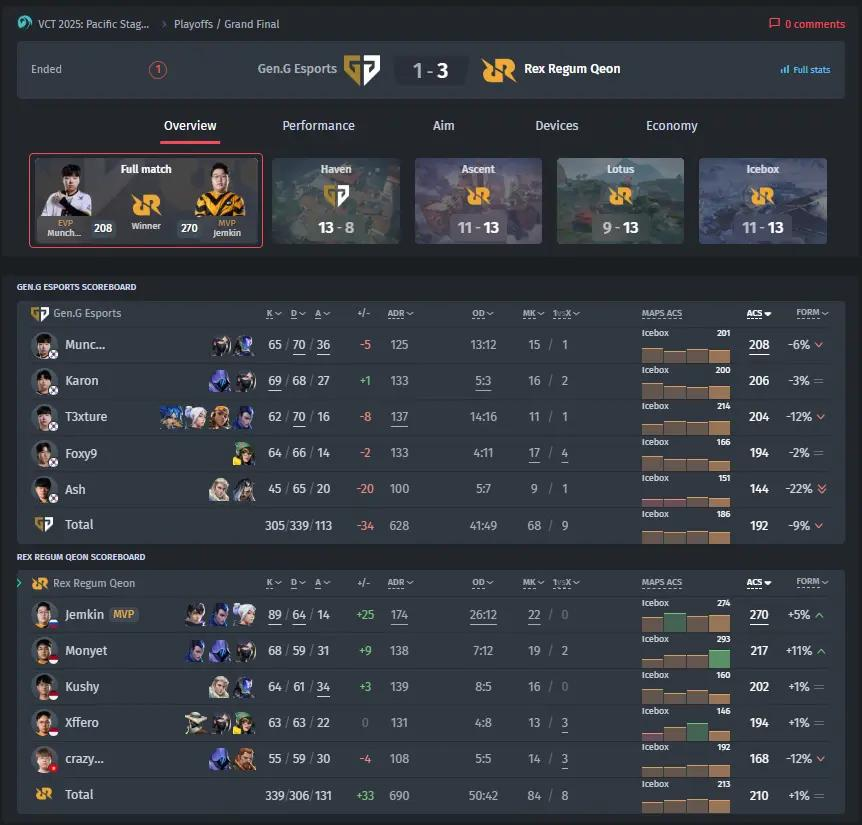 VCT 2025: Pacific Stag... > Playoffs / Grand Final 0 comments
Ended 1 Gen.G Esports 1 - 3 Rex Regum Qeon Full stats
Overview Performance Aim Devices Economy
Full match Haven Ascent Lotus Icebox
EVP Munch... 208 Winner 270 MVP Jemkin 13 - 8 11 - 13 9 - 13 11 - 13
GEN.G ESPORTS SCOREBOARD
Gen.G Esports K D A +/- ADR OD MK 1vsX MAPS ACS ACS FORM
Munc... 65 / 70 / 36 -5 125 13:12 15 / 1 Icebox 201 208 -6%
Karon 69 / 68 / 27 +1 133 5:3 16 / 2 Icebox 200 206 -3%
T3xture 62 / 70 / 16 -8 137 14:16 11 / 1 Icebox 214 204 -12%
Foxy9 64 / 66 / 14 -2 133 4:11 17 / 4 Icebox 166 194 -2%
Ash 45 / 65 / 20 -20 100 5:7 9 / 1 Icebox 151 144 -22%
Total 305/339/113 -34 628 41:49 68 / 9 Icebox 186 192 -9%
REX REGUM QEON SCOREBOARD
Rex Regum Qeon K D A +/- ADR OD MK 1vsX MAPS ACS ACS FORM
Jemkin MVP 89 / 64 / 14 +25 174 26:12 22 / 0 Icebox 274 270 +5%
Monyet 68 / 59 / 31 +9 138 7:12 19 / 2 Icebox 293 217 +11%
Kushy 64 / 61 / 34 +3 139 8:5 16 / 0 Icebox 160 202 +1%
Xffero 63 / 63 / 22 0 131 4:8 13 / 3 Icebox 146 194 +1%
crazy... 55 / 59 / 30 -4 108 5:5 14 / 3 Icebox 192 168 -12%
Total 339/306/131 +33 690 50:42 84 / 8 Icebox 213 210 +1%